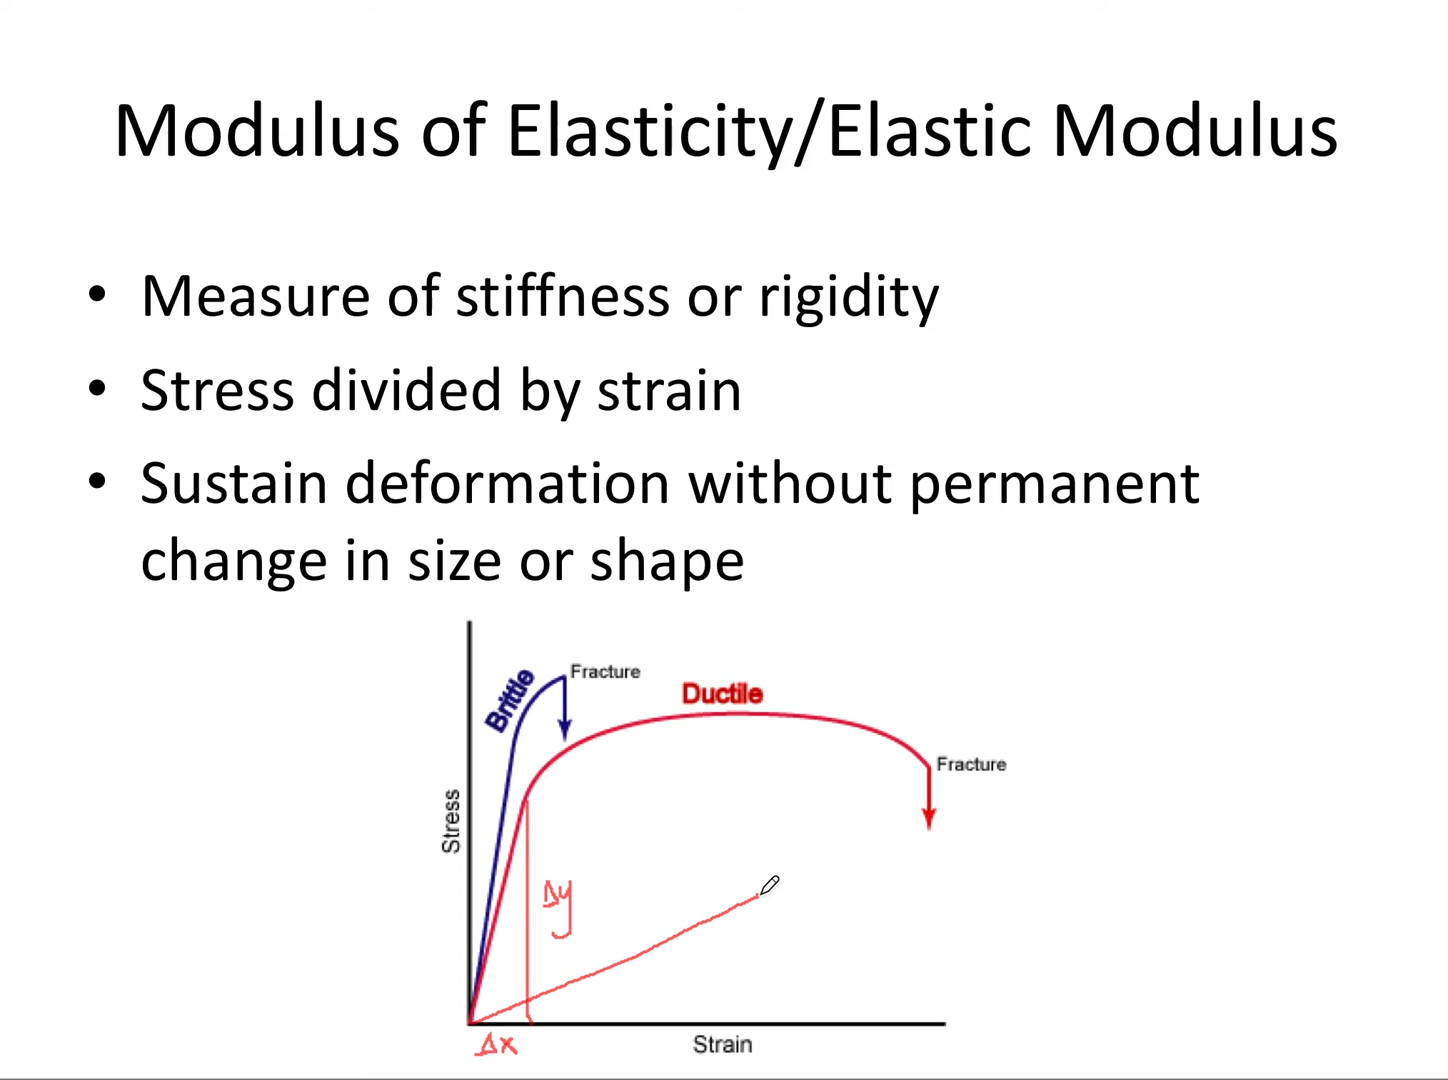 Modulus of Elasticity/Elastic Modulus
• Measure of stiffness or rigidity
• Stress divided by strain
• Sustain deformation without permanent
change in size or shape
Brittle
Fracture
Ductile
Fracture
Stress
Δy
Δx
Strain